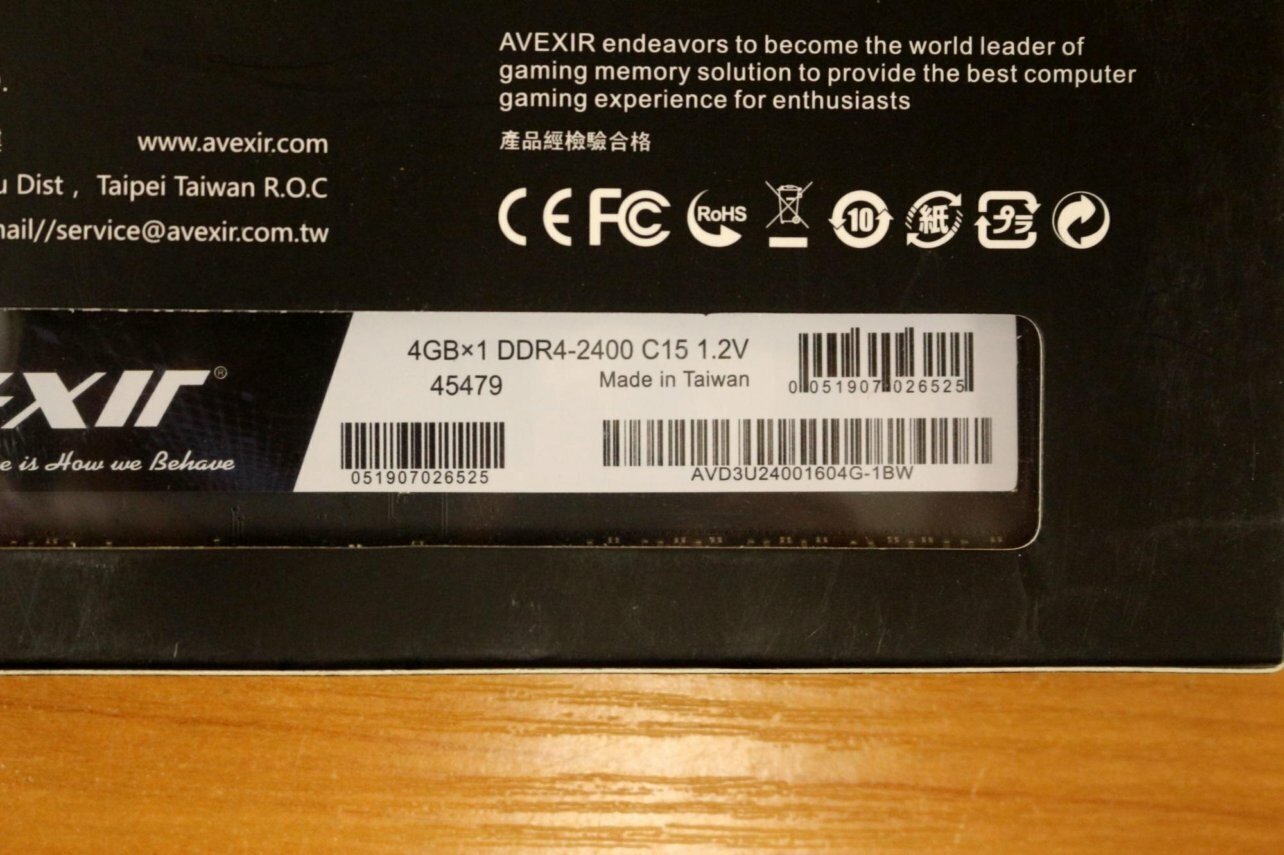 AVEXIR endeavors to become the world leader of
gaming memory solution to provide the best computer
gaming experience for enthusiasts
產品經檢驗合格
www.avexir.com
Dist , Taipei Taiwan R.O.C
service@avexir.com.tw
CE FC RoHS 10 紙 プラ
4GB×1 DDR4-2400 C15 1.2V
45479
Made in Taiwan
0 051907 026525
051907026525
AVD3U24001604G-1BW
EXIR®
is How we Behave